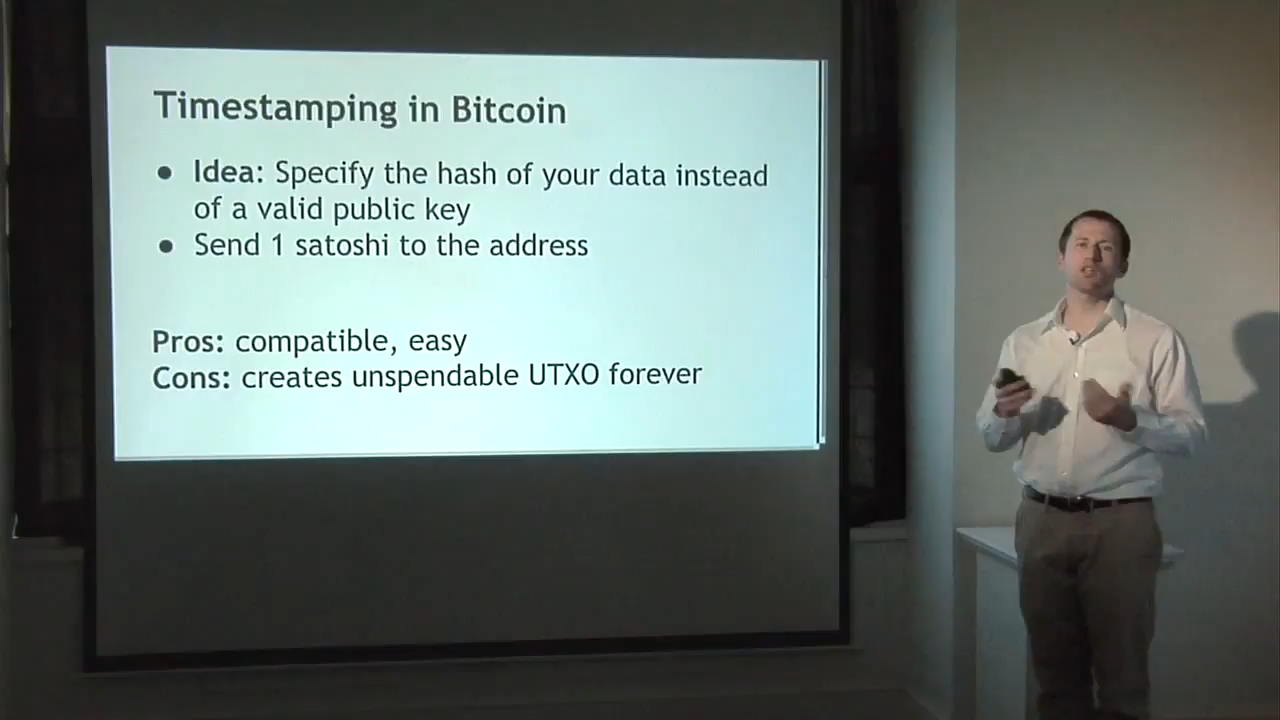 Timestamping in Bitcoin
● Idea: Specify the hash of your data instead
of a valid public key
● Send 1 satoshi to the address
Pros: compatible, easy
Cons: creates unspendable UTXO forever